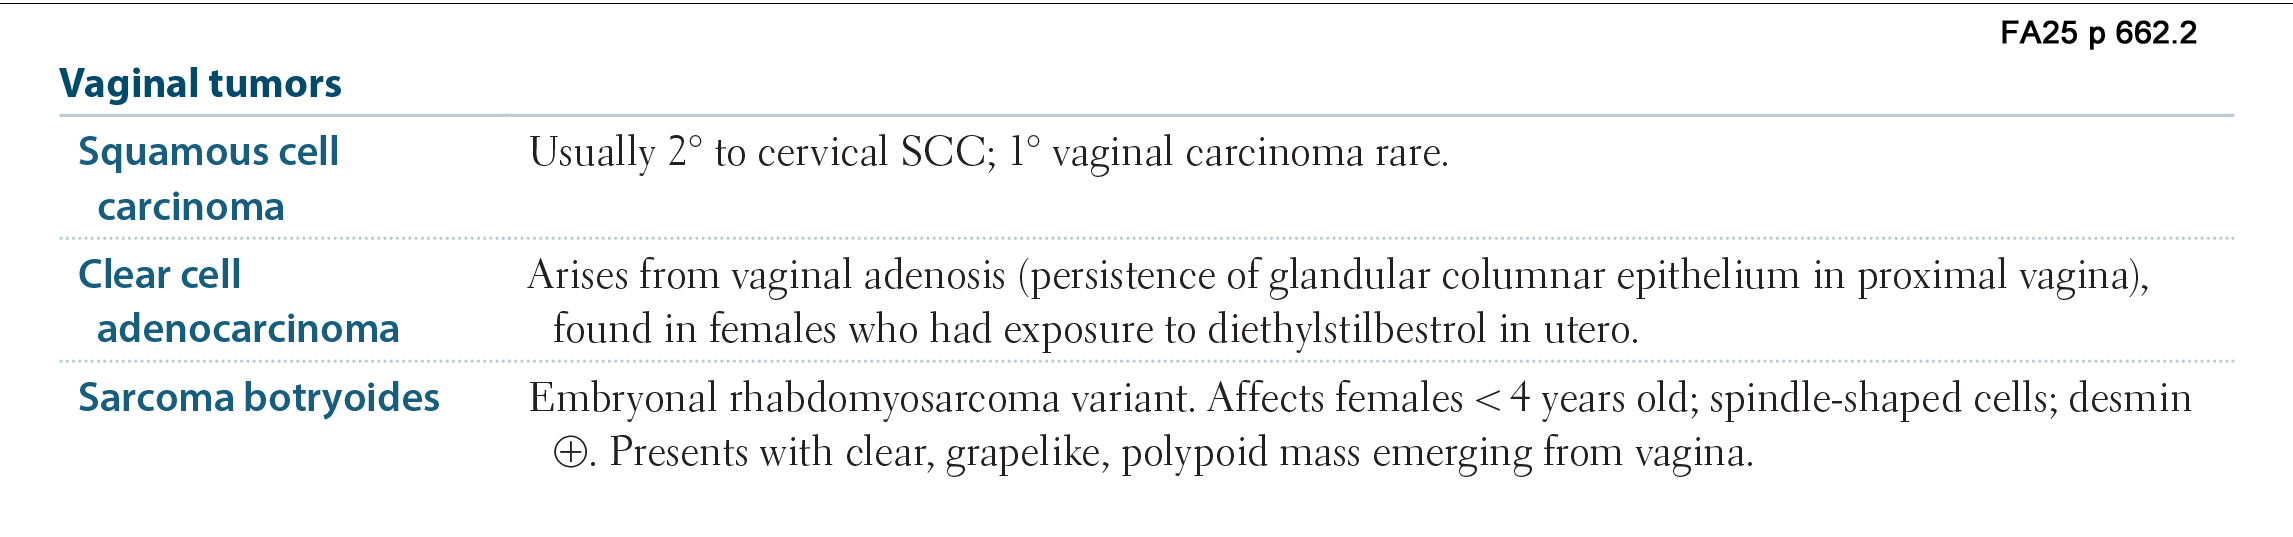 FA25 p 662.2
Vaginal tumors
Squamous cell carcinoma
Usually 2° to cervical SCC; 1° vaginal carcinoma rare.
Clear cell adenocarcinoma
Arises from vaginal adenosis (persistence of glandular columnar epithelium in proximal vagina),
found in females who had exposure to diethylstilbestrol in utero.
Sarcoma botryoides
Embryonal rhabdomyosarcoma variant. Affects females < 4 years old; spindle-shaped cells; desmin
⊕. Presents with clear, grapelike, polypoid mass emerging from vagina.